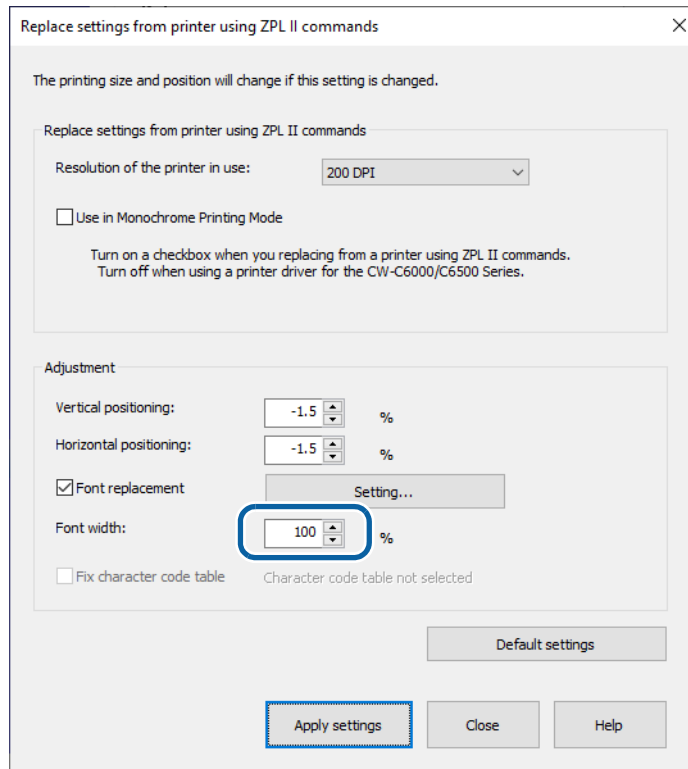 Replace settings from printer using ZPL II commands
The printing size and position will change if this setting is changed.
Replace settings from printer using ZPL II commands
Resolution of the printer in use:
200 DPI
Use in Monochrome Printing Mode
Turn on a checkbox when you replacing from a printer using ZPL II commands.
Turn off when using a printer driver for the CW-C6000/C6500 Series.
Adjustment
Vertical positioning:
-1.5
%
Horizontal positioning:
-1.5
%
Font replacement
Setting...
Font width:
100
%
Fix character code table
Character code table not selected
Default settings
Apply settings
Close
Help